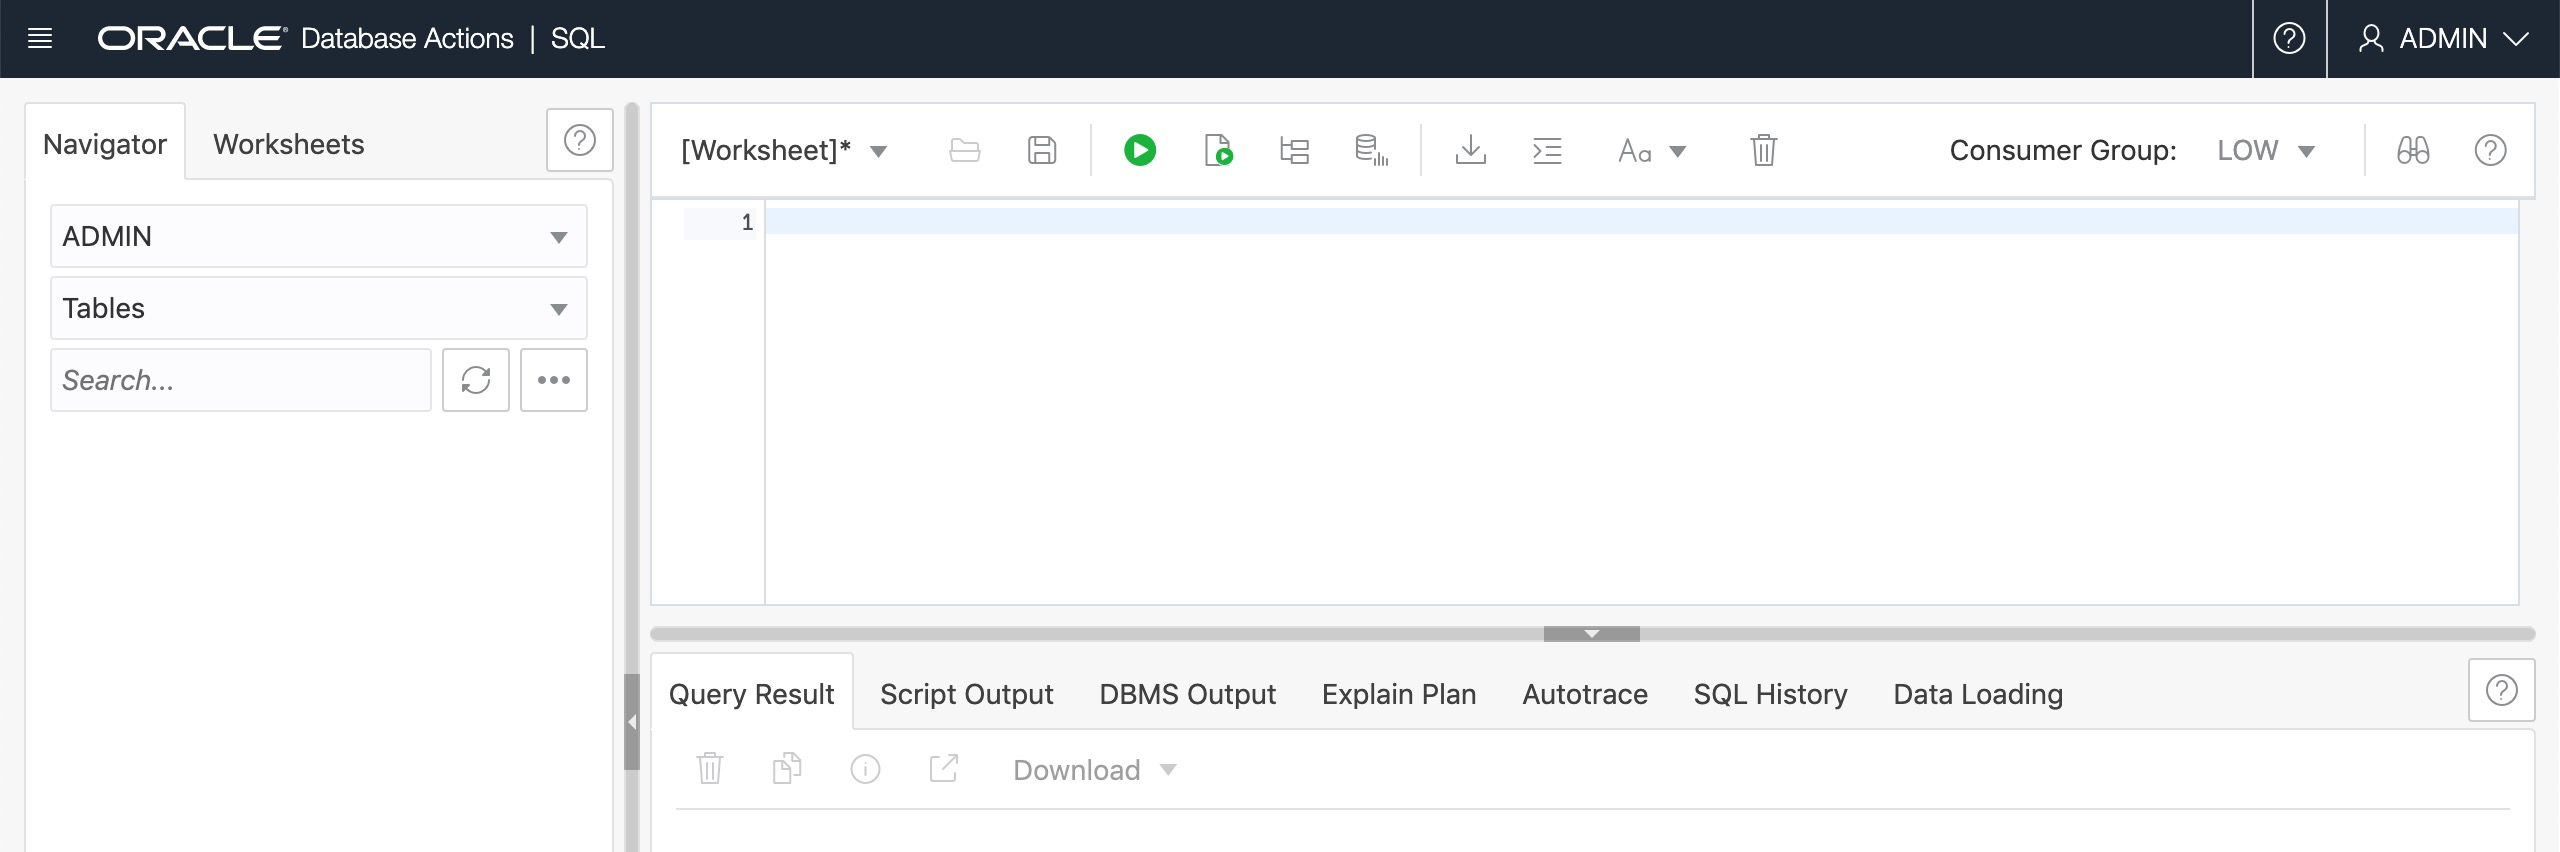 ORACLE® Database Actions | SQL
ADMIN
Navigator
Worksheets
ADMIN
Tables
Search...
[Worksheet]*
Aa
Consumer Group: LOW
1
Query Result
Script Output
DBMS Output
Explain Plan
Autotrace
SQL History
Data Loading
Download